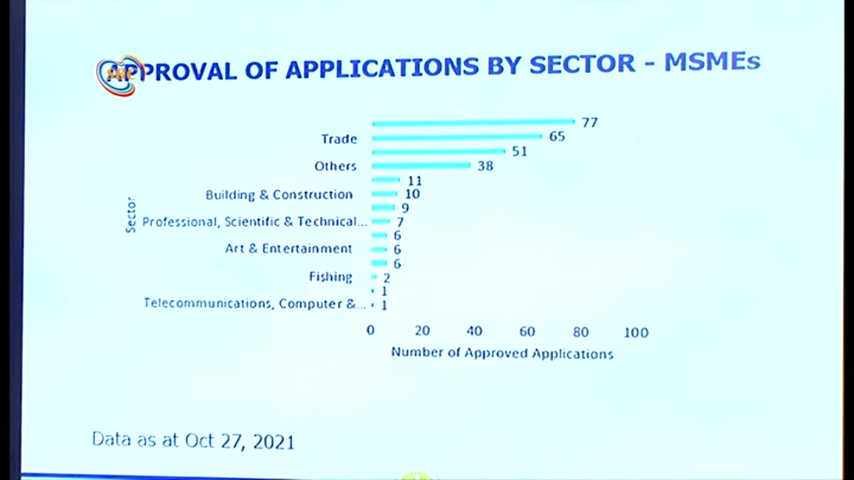 APPROVAL OF APPLICATIONS BY SECTOR - MSMEs
77
Trade 65
51
Others 38
11
Building & Construction 10
9
Professional, Scientific & Technical... 7
6
Art & Entertainment 6
6
Fishing 2
1
Telecommunications, Computer &... 1
Sector
0 20 40 60 80 100
Number of Approved Applications
Data as at Oct 27, 2021